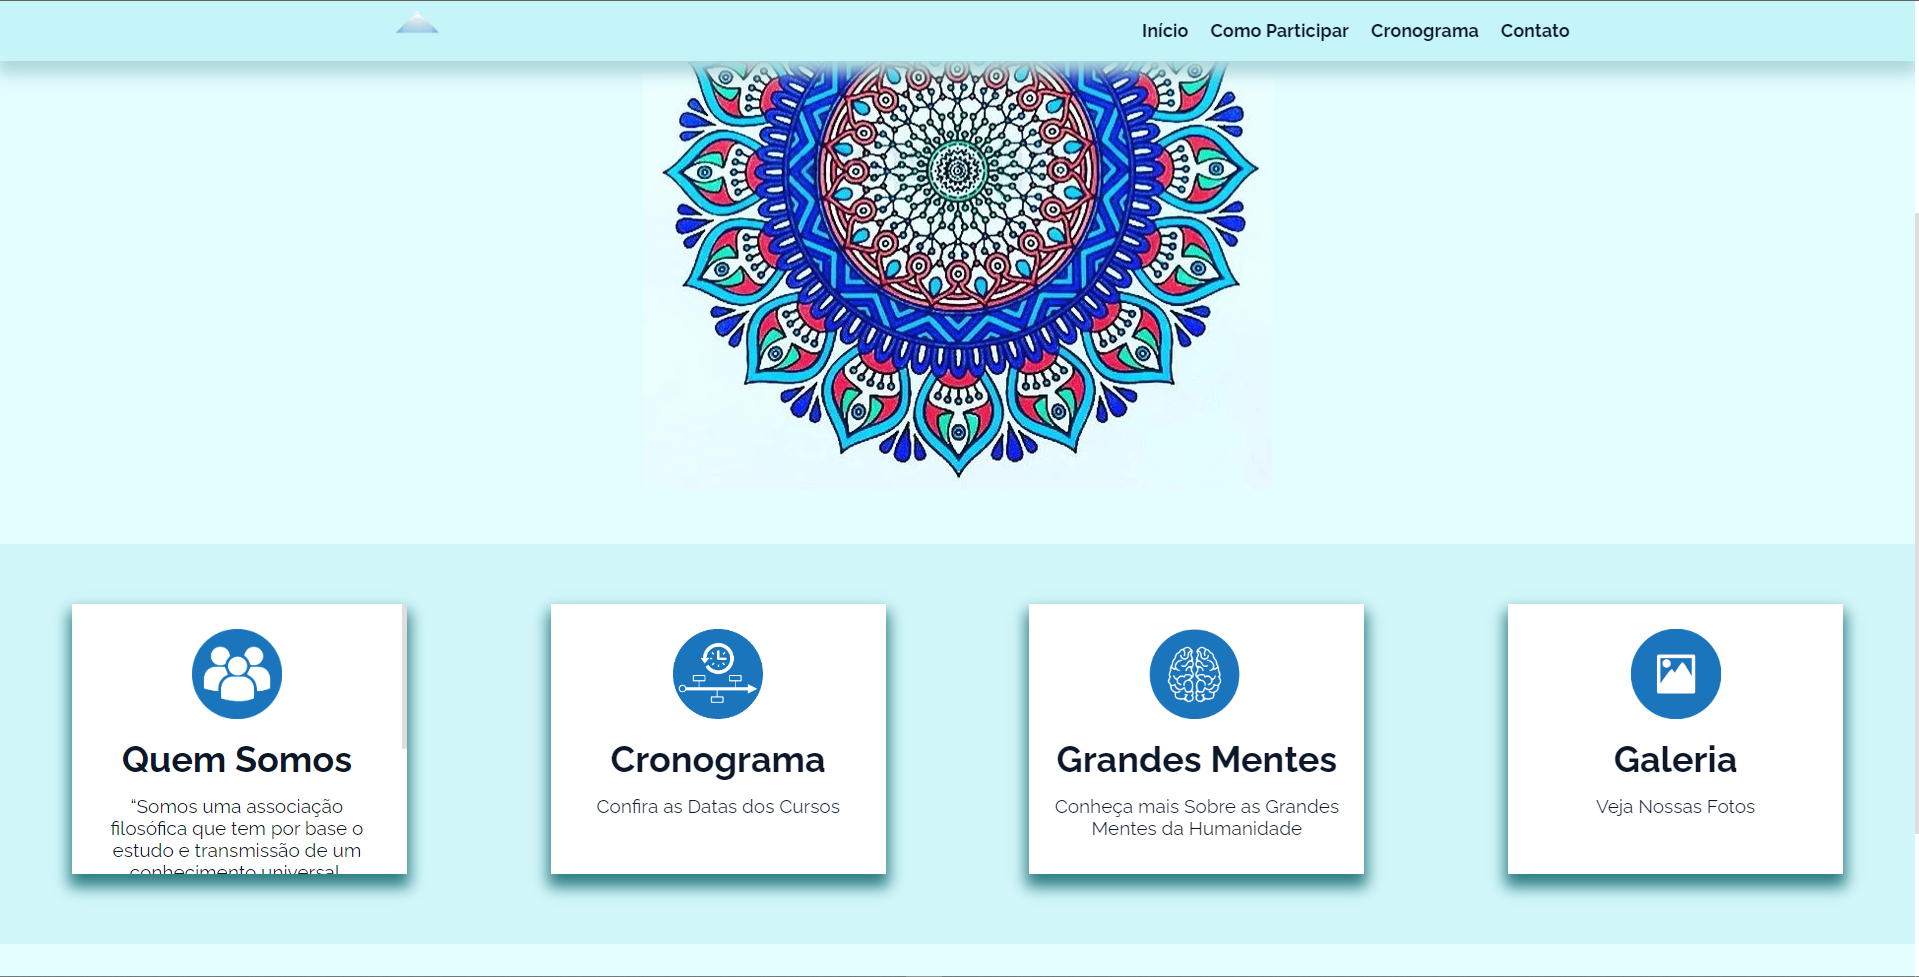 Início Como Participar Cronograma Contato
Quem Somos
“Somos uma associação
filosófica que tem por base o
estudo e transmissão de um
conhecimento universal
Cronograma
Confira as Datas dos Cursos
Grandes Mentes
Conheça mais Sobre as Grandes
Mentes da Humanidade
Galeria
Veja Nossas Fotos